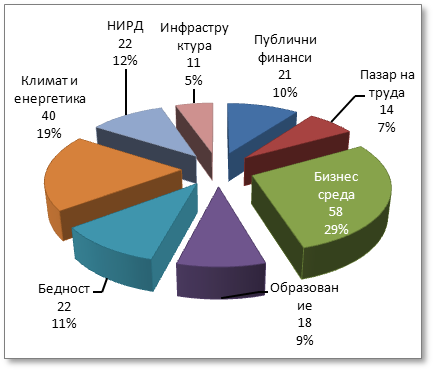 НИРД
22
12%
Инфрастру
ктура
11
5%
Публични
финанси
21
10%
Пазар на
труда
14
7%
Климат и
енергетика
40
19%
Бизнес
среда
58
29%
Бедност
22
11%
Образован
ие
18
9%